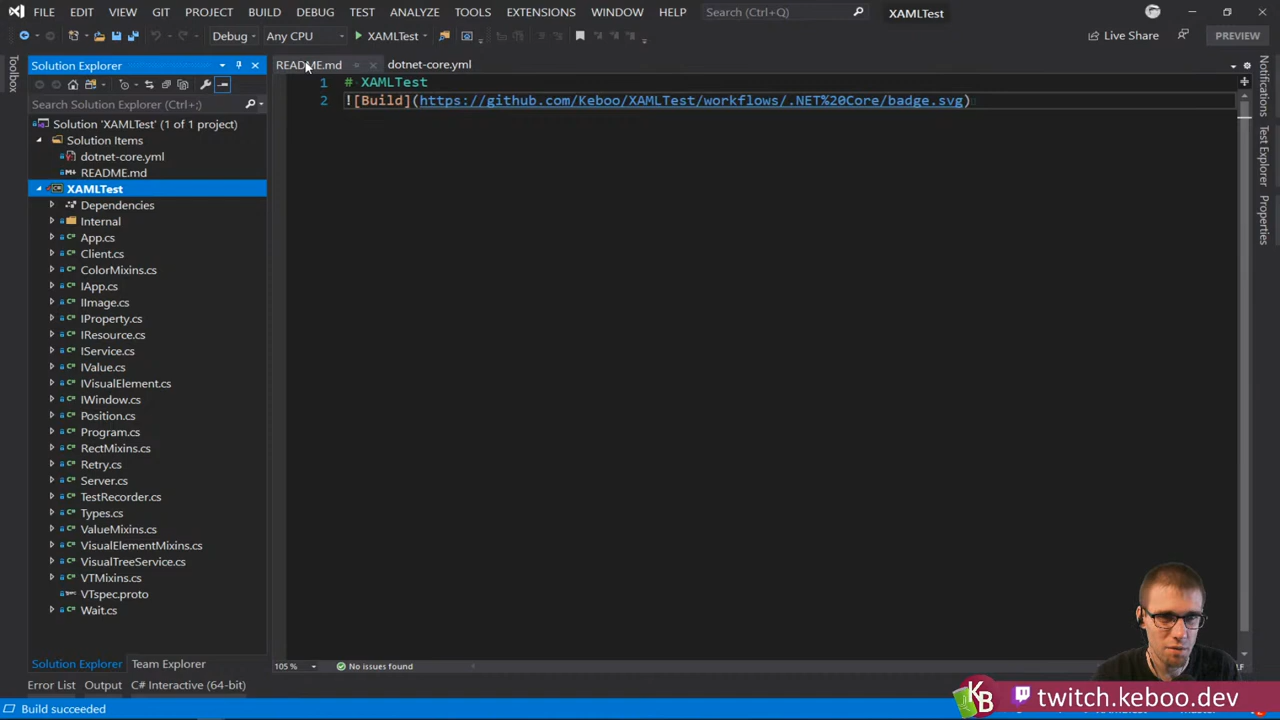 FILE EDIT VIEW GIT PROJECT BUILD DEBUG TEST ANALYZE TOOLS EXTENSIONS WINDOW HELP Search (Ctrl+Q) XAMLTest
Debug Any CPU XAMLTest Live Share PREVIEW
Toolbox
Solution Explorer
Search Solution Explorer (Ctrl+;)
Solution 'XAMLTest' (1 of 1 project)
Solution Items
dotnet-core.yml
README.md
XAMLTest
Dependencies
Internal
App.cs
Client.cs
ColorMixins.cs
IApp.cs
IImage.cs
IProperty.cs
IResource.cs
IService.cs
IValue.cs
IVisualElement.cs
IWindow.cs
Position.cs
Program.cs
RectMixins.cs
Retry.cs
Server.cs
TestRecorder.cs
Types.cs
ValueMixins.cs
VisualElementMixins.cs
VisualTreeService.cs
VTMixins.cs
VTspec.proto
Wait.cs
Solution Explorer Team Explorer
README.md dotnet-core.yml
1 # XAMLTest
2 ![Build](https://github.com/Keboo/XAMLTest/workflows/.NET%20Core/badge.svg)
105 % No issues found
Notifications
Test Explorer
Properties
Error List Output C# Interactive (64-bit)
Build succeeded
KB twitch.keboo.dev